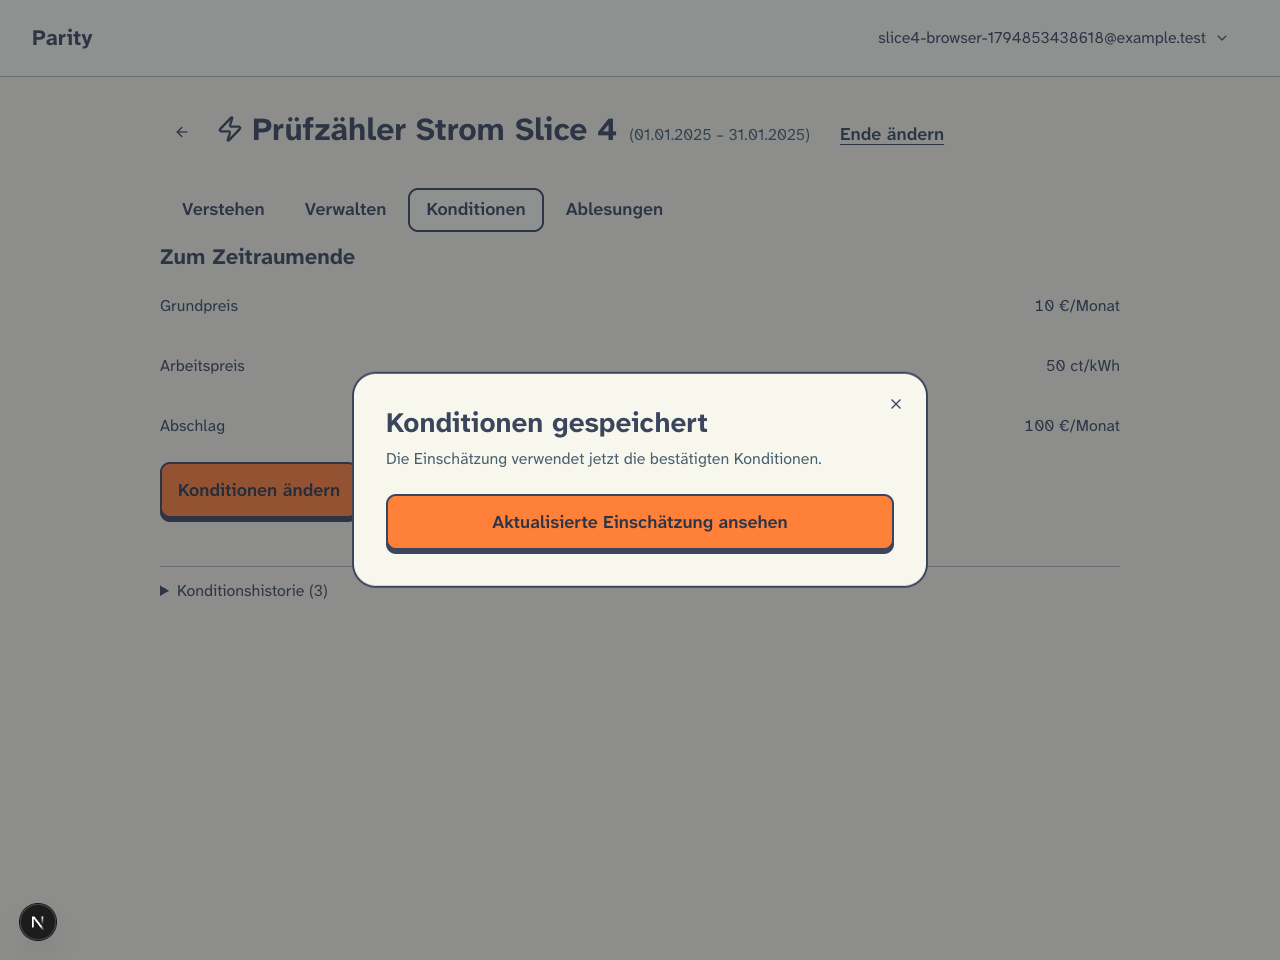 Parity
slice4-browser-1794853438618@example.test
Prüfzähler Strom Slice 4 (01.01.2025 – 31.01.2025) Ende ändern
Verstehen Verwalten Konditionen Ablesungen
Zum Zeitraumende
Grundpreis 10 €/Monat
Arbeitspreis 50 ct/kWh
Abschlag 100 €/Monat
Konditionen ändern
Konditionen gespeichert
Die Einschätzung verwendet jetzt die bestätigten Konditionen.
Aktualisierte Einschätzung ansehen
Konditionshistorie (3)
N